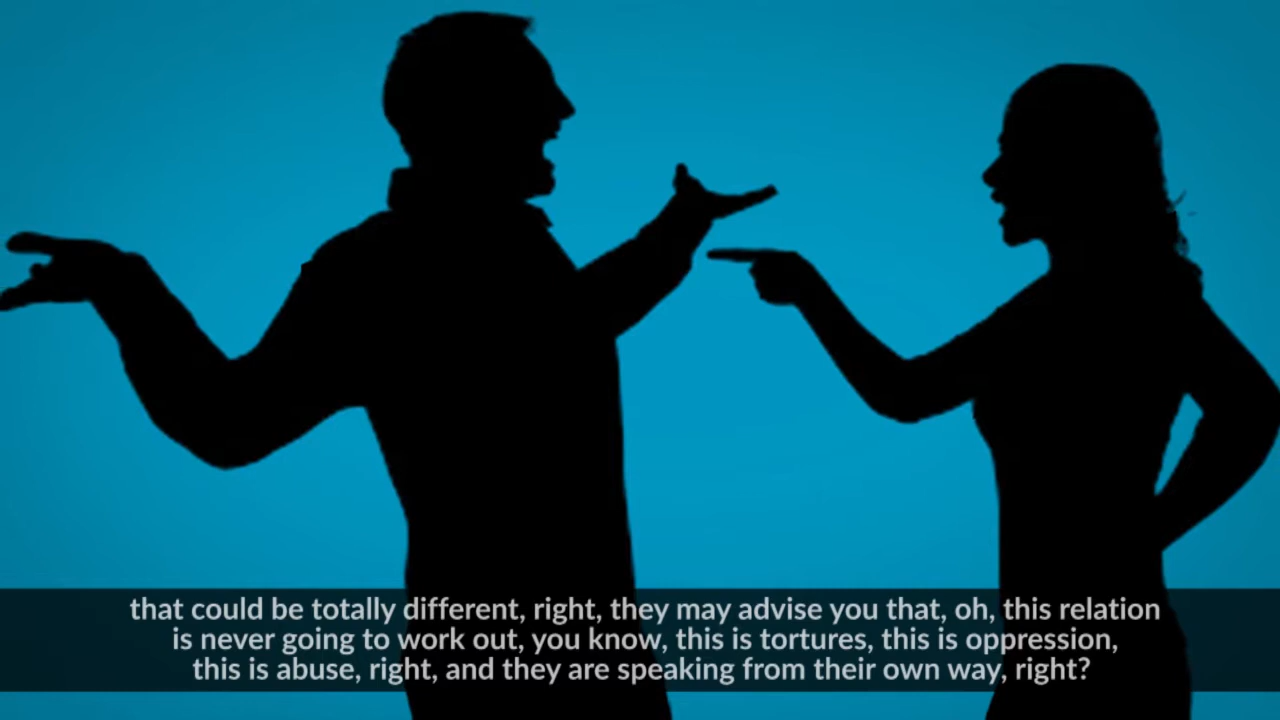 that could be totally different, right, they may advise you that, oh, this relation
is never going to work out, you know, this is tortures, this is oppression,
this is abuse, right, and they are speaking from their own way, right?